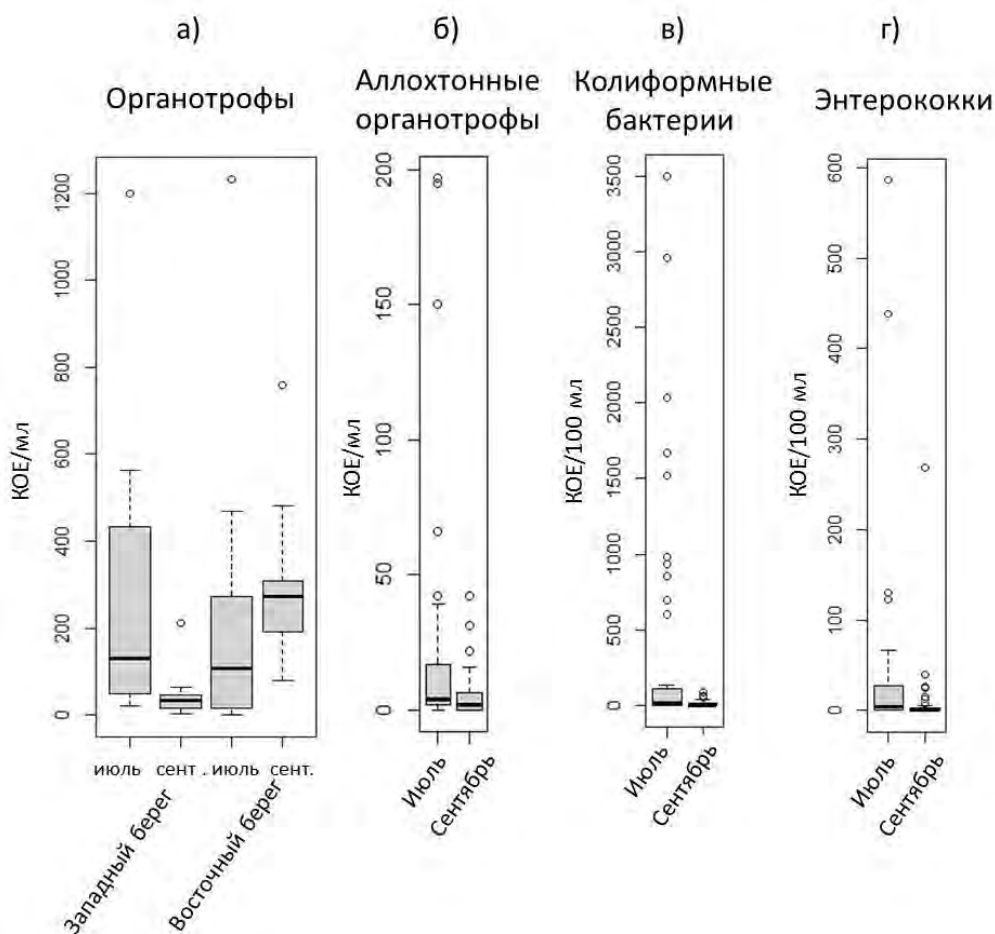 а)
Органотрофы
КОЕ/мл
1200
1000
800
600
400
200
0
июль сент . июль сент.
Западный берег
Восточный берег
б)
Аллохтонные
органотрофы
КОЕ/мл
200
150
100
50
0
Июль
Сентябрь
в)
Колиформные
бактерии
КОЕ/100 мл
3500
3000
2500
2000
1500
1000
500
0
Июль
Сентябрь
г)
Энтерококки
КОЕ/100 мл
600
500
400
300
200
100
0
Июль
Сентябрь